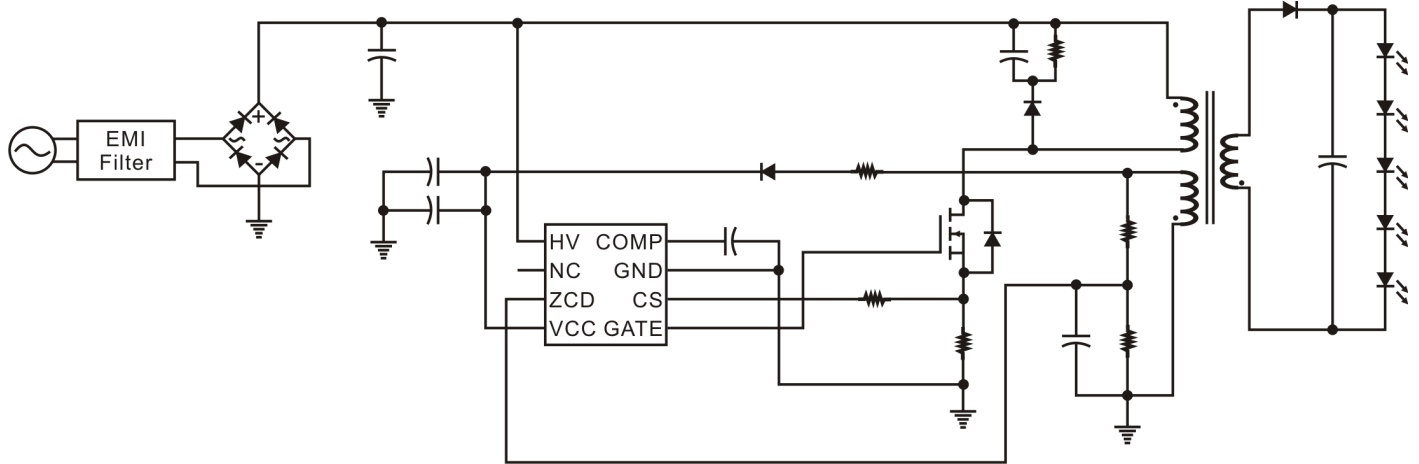 EMI
Filter
+
-
HV COMP
NC GND
ZCD CS
VCC GATE